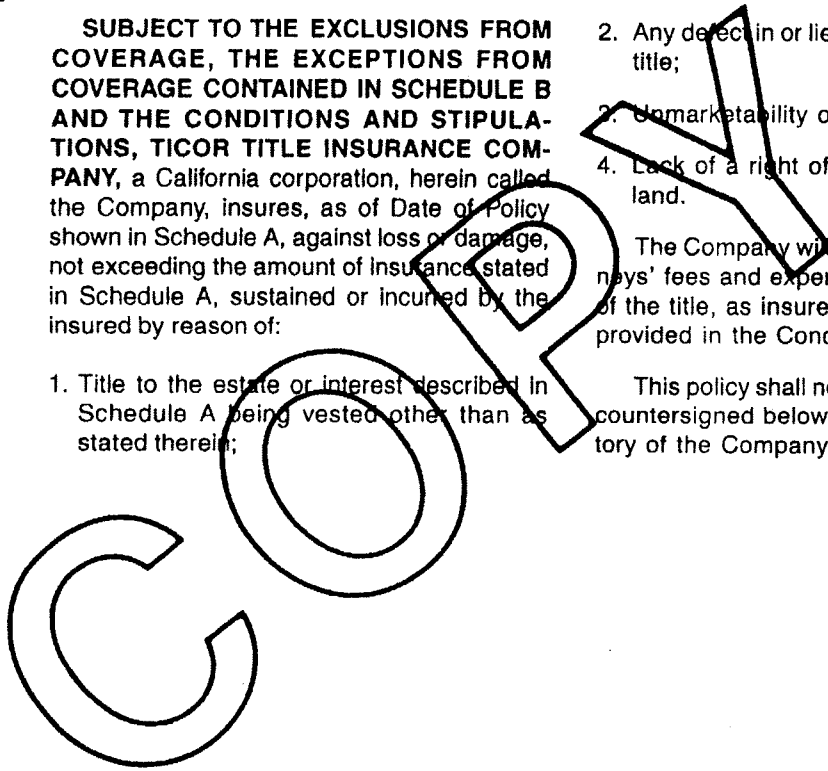 SUBJECT TO THE EXCLUSIONS FROM
COVERAGE, THE EXCEPTIONS FROM
COVERAGE CONTAINED IN SCHEDULE B
AND THE CONDITIONS AND STIPULA-
TIONS, TICOR TITLE INSURANCE COM-
PANY, a California corporation, herein called
the Company, insures, as of Date of Policy
shown in Schedule A, against loss or damage,
not exceeding the amount of insurance stated
in Schedule A, sustained or incurred by the
insured by reason of:
1. Title to the estate or interest described in
Schedule A being vested other than as
stated therein;
2. Any defect in or lie
title;
3. Unmarketability o
4. Lack of a right of
land.
The Company wi
neys' fees and exper
of the title, as insure
provided in the Cond
This policy shall no
countersigned below
tory of the Company
COPY